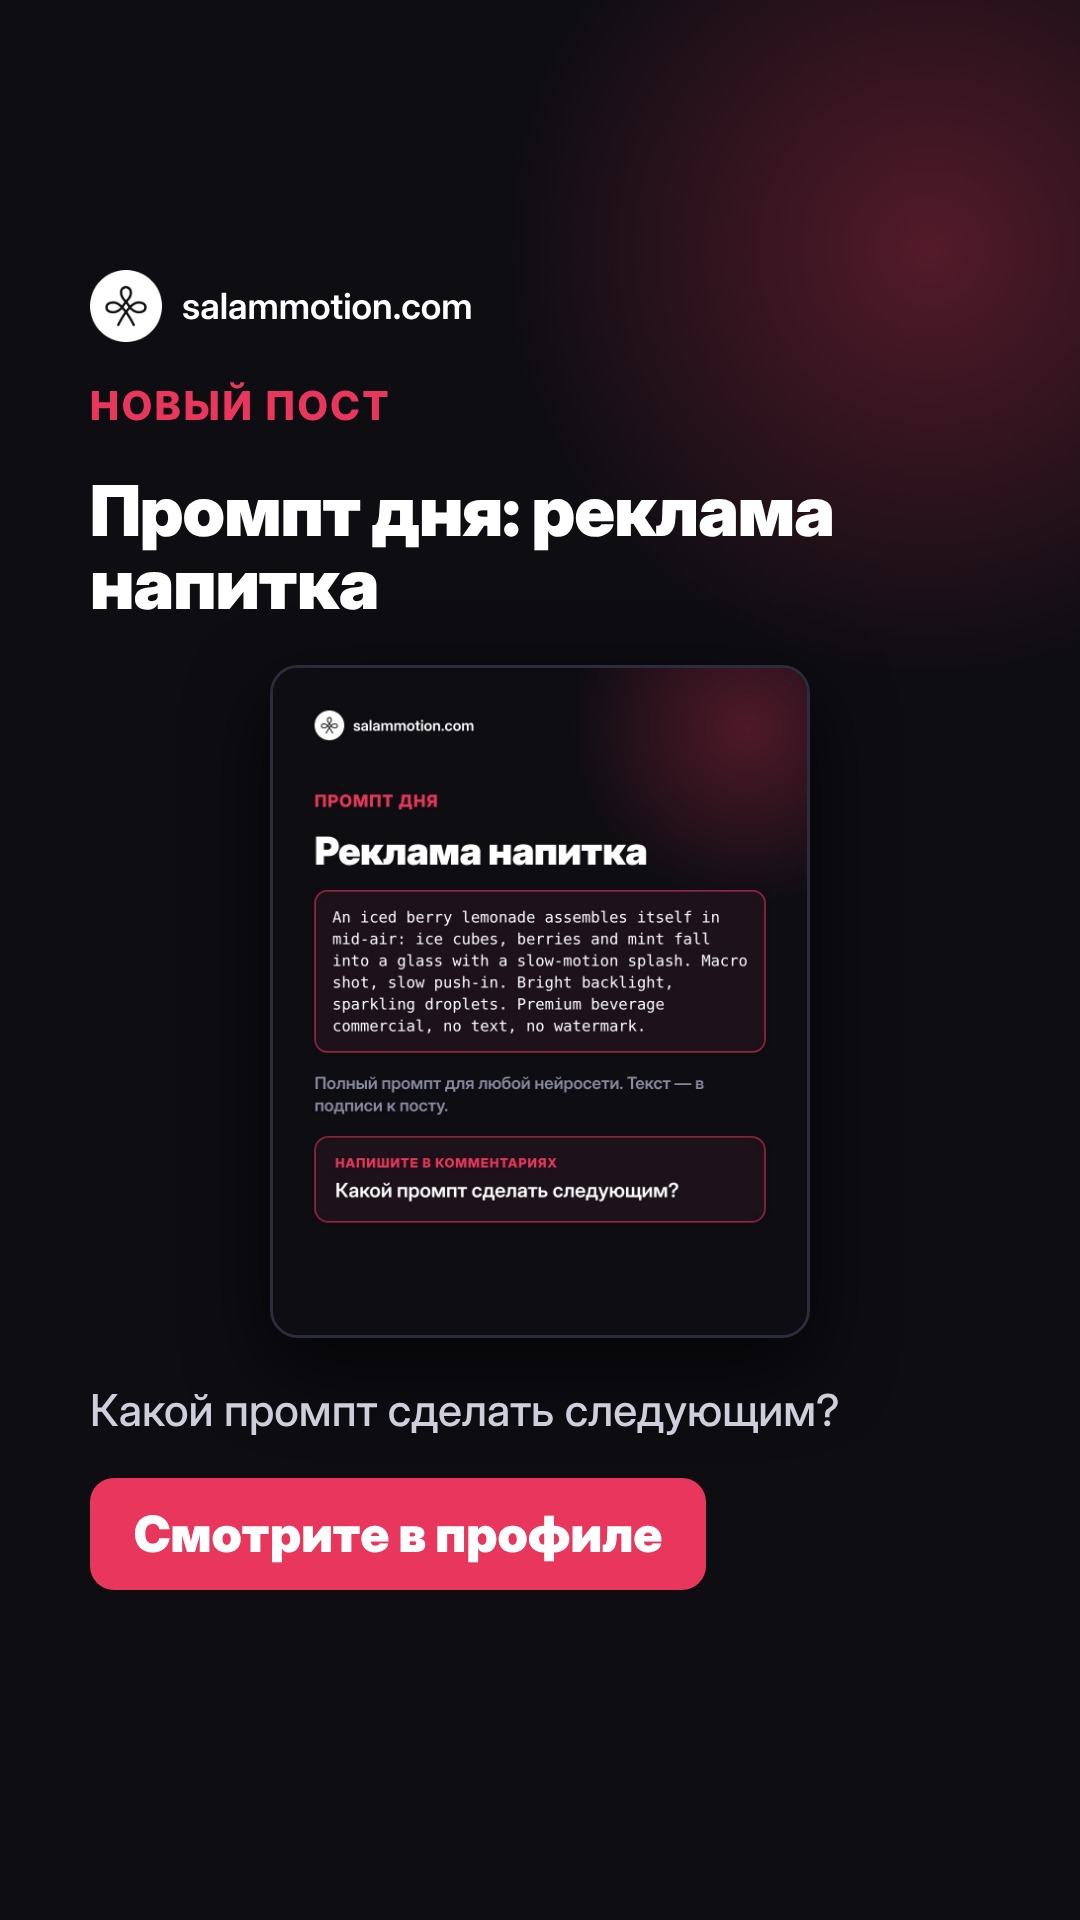 salammotion.com
НОВЫЙ ПОСТ
Промпт дня: реклама
напитка
salammotion.com
ПРОМПТ ДНЯ
Реклама напитка
An iced berry lemonade assembles itself in
mid-air: ice cubes, berries and mint fall
into a glass with a slow-motion splash. Macro
shot, slow push-in. Bright backlight,
sparkling droplets. Premium beverage
commercial, no text, no watermark.
Полный промпт для любой нейросети. Текст — в
подписи к посту.
НАПИШИТЕ В КОММЕНТАРИЯХ
Какой промпт сделать следующим?
Какой промпт сделать следующим?
Смотрите в профиле